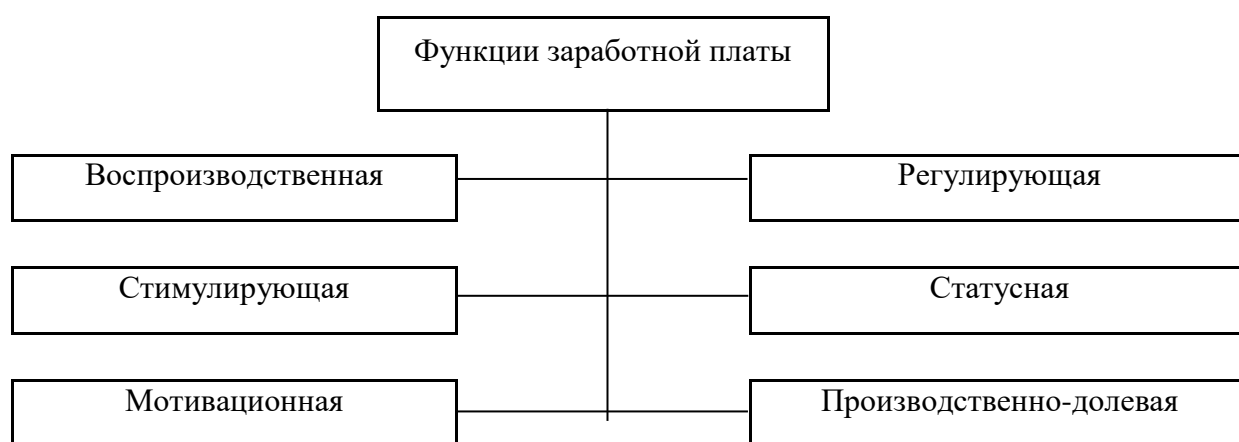 Функции заработной платы
Воспроизводственная
Регулирующая
Стимулирующая
Статусная
Мотивационная
Производственно-долевая